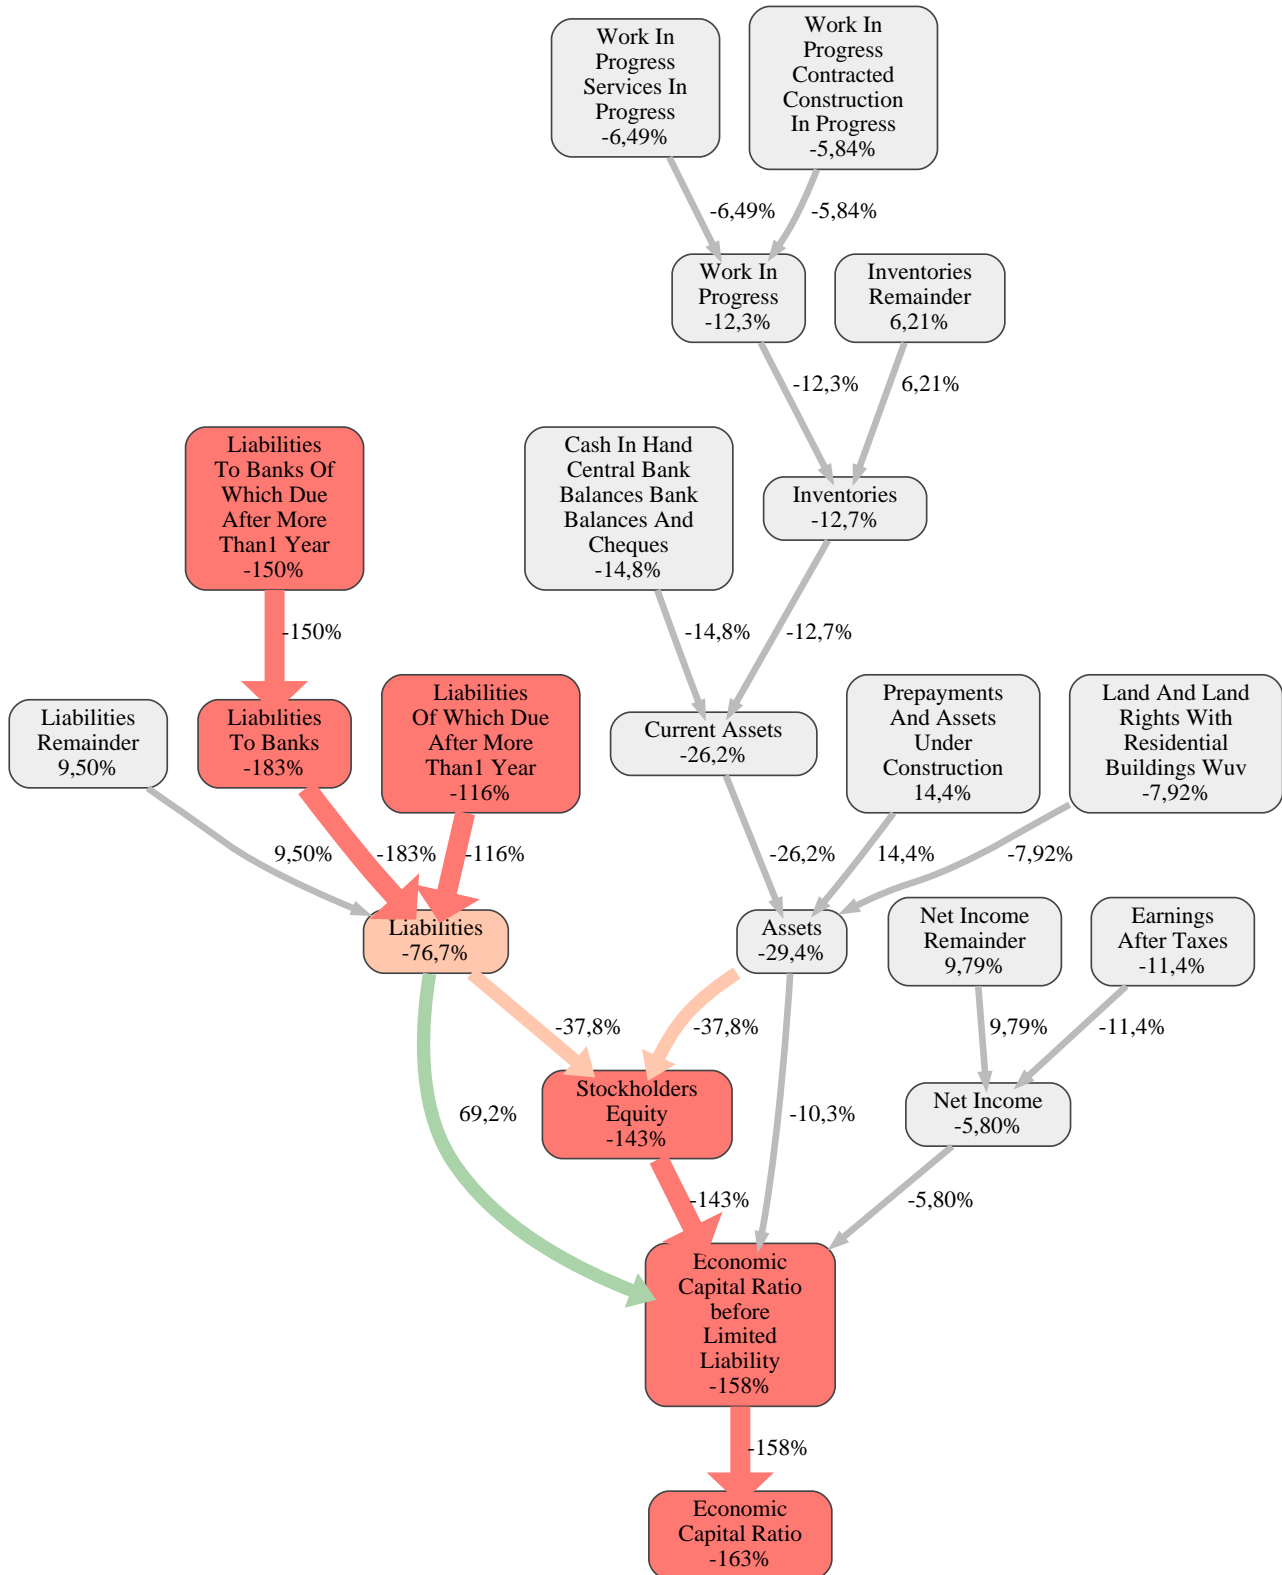 Work In
Progress
Services In
Progress
-6,49%
Work In
Progress
Contracted
Construction
In Progress
-5,84%
-6,49%
-5,84%
Work In
Progress
-12,3%
Inventories
Remainder
6,21%
-12,3%
6,21%
Liabilities
To Banks Of
Which Due
After More
Than1 Year
-150%
Cash In Hand
Central Bank
Balances Bank
Balances And
Cheques
-14,8%
Inventories
-12,7%
-150%
-14,8%
-12,7%
Liabilities
Remainder
9,50%
Liabilities
To Banks
-183%
Liabilities
Of Which Due
After More
Than1 Year
-116%
Current Assets
-26,2%
Prepayments
And Assets
Under
Construction
14,4%
Land And Land
Rights With
Residential
Buildings Wuv
-7,92%
9,50%
-183%
-116%
-26,2%
14,4%
-7,92%
Liabilities
-76,7%
Assets
-29,4%
Net Income
Remainder
9,79%
Earnings
After Taxes
-11,4%
-37,8%
-37,8%
9,79%
-11,4%
69,2%
Stockholders
Equity
-143%
-10,3%
Net Income
-5,80%
-143%
-5,80%
Economic
Capital Ratio
before
Limited
Liability
-158%
-158%
Economic
Capital Ratio
-163%